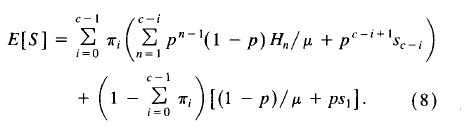 E[S] = \sum_{i=0}^{c-1} \pi_i \left( \sum_{n=1}^{c-i} p^{n-1}(1 - p) H_n/\mu + p^{c-i+1} s_{c-i} \right)
+ \left( 1 - \sum_{i=0}^{c-1} \pi_i \right) [(1 - p)/\mu + ps_1]. (8)